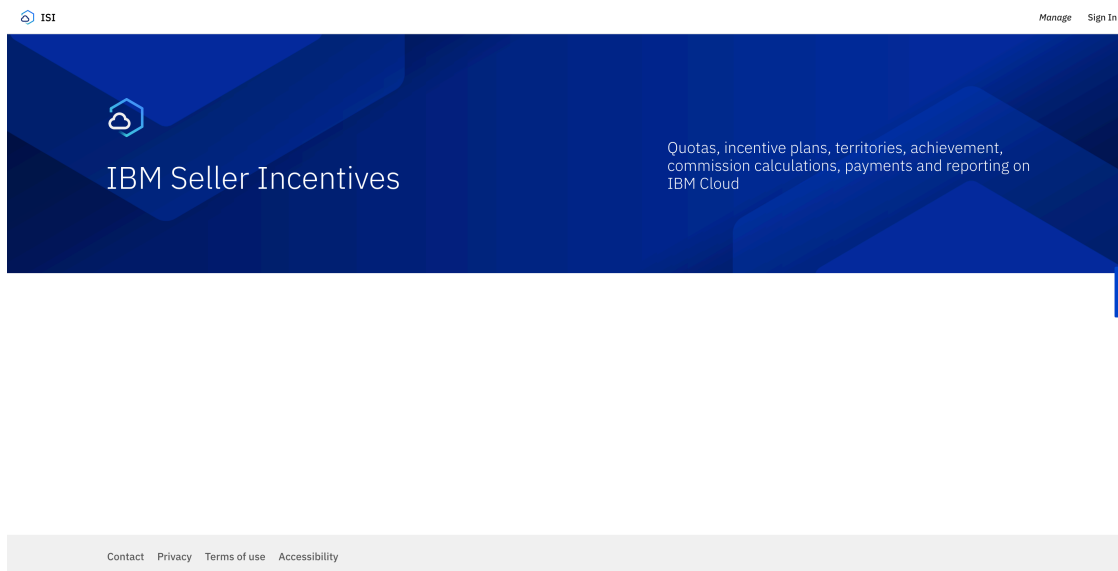 ISI
Manage Sign In
IBM Seller Incentives
Quotas, incentive plans, territories, achievement,
commission calculations, payments and reporting on
IBM Cloud
Contact Privacy Terms of use Accessibility